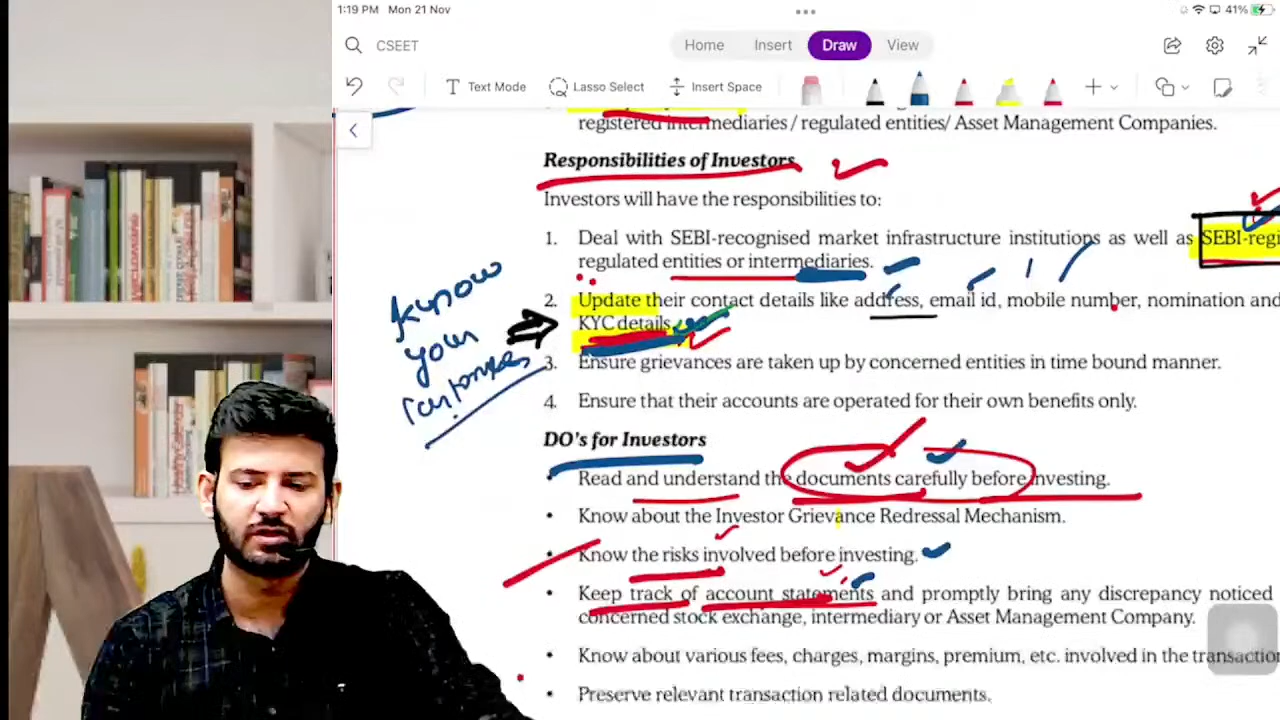 1:19 PM Mon 21 Nov
41%
CSEET
Home Insert Draw View
Text Mode Lasso Select Insert Space
registered intermediaries / regulated entities/ Asset Management Companies.
Responsibilities of Investors
Investors will have the responsibilities to:
1. Deal with SEBI-recognised market infrastructure institutions as well as SEBI-regi
regulated entities or intermediaries.
2. Update their contact details like address, email id, mobile number, nomination and
KYC details
3. Ensure grievances are taken up by concerned entities in time bound manner.
4. Ensure that their accounts are operated for their own benefits only.
know
your
customers
DO's for Investors
• Read and understand the documents carefully before investing.
• Know about the Investor Grievance Redressal Mechanism.
• Know the risks involved before investing.
• Keep track of account statements and promptly bring any discrepancy noticed
concerned stock exchange, intermediary or Asset Management Company.
• Know about various fees, charges, margins, premium, etc. involved in the transaction
• Preserve relevant transaction related documents.